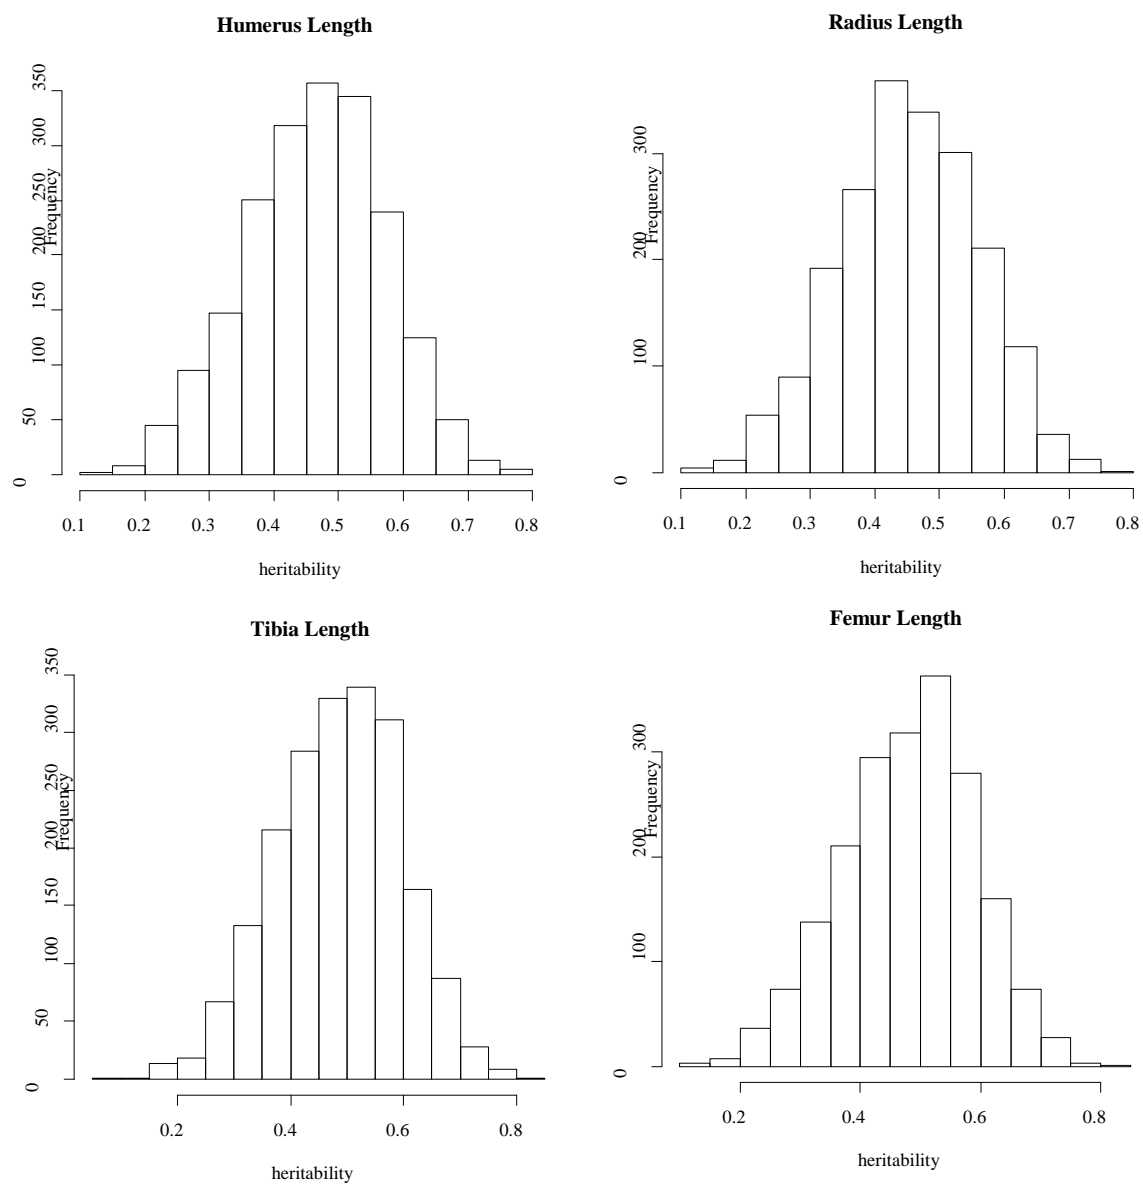 Humerus Length
Frequency
0 50 100 150 200 250 300 350
0.1 0.2 0.3 0.4 0.5 0.6 0.7 0.8
heritability
Radius Length
Frequency
0 100 200 300
0.1 0.2 0.3 0.4 0.5 0.6 0.7 0.8
heritability
Tibia Length
Frequency
0 50 100 150 200 250 300 350
0.2 0.4 0.6 0.8
heritability
Femur Length
Frequency
0 100 200 300
0.2 0.4 0.6 0.8
heritability